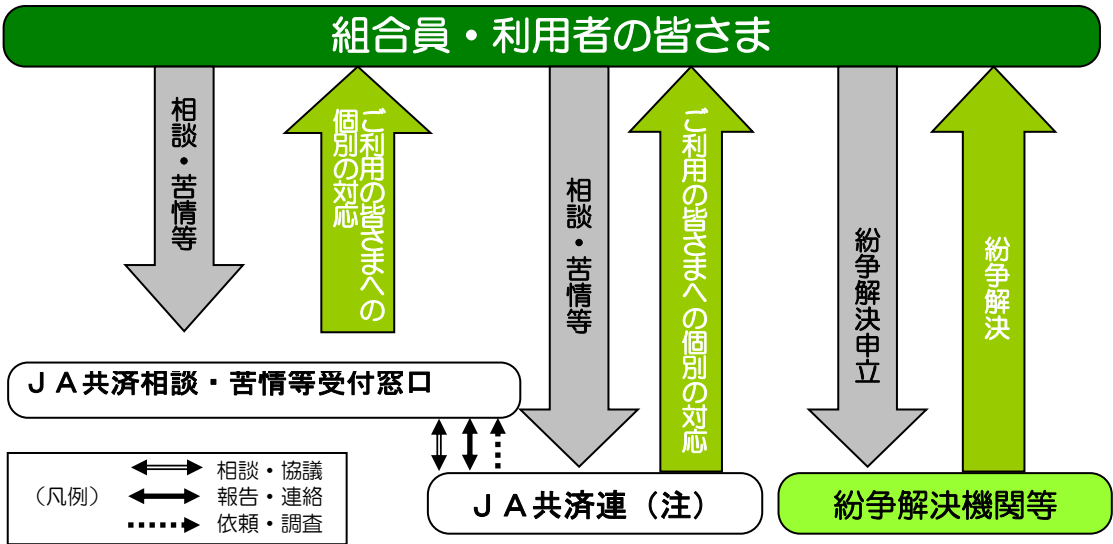 組合員・利用者の皆さま
相談・苦情等
ご利用の皆さまへの
個別の対応
相談・苦情等
ご利用の皆さまへの個別の対応
紛争解決申立
紛争解決
ＪＡ共済相談・苦情等受付窓口
（凡例）
相談・協議
報告・連絡
依頼・調査
ＪＡ共済連（注）
紛争解決機関等